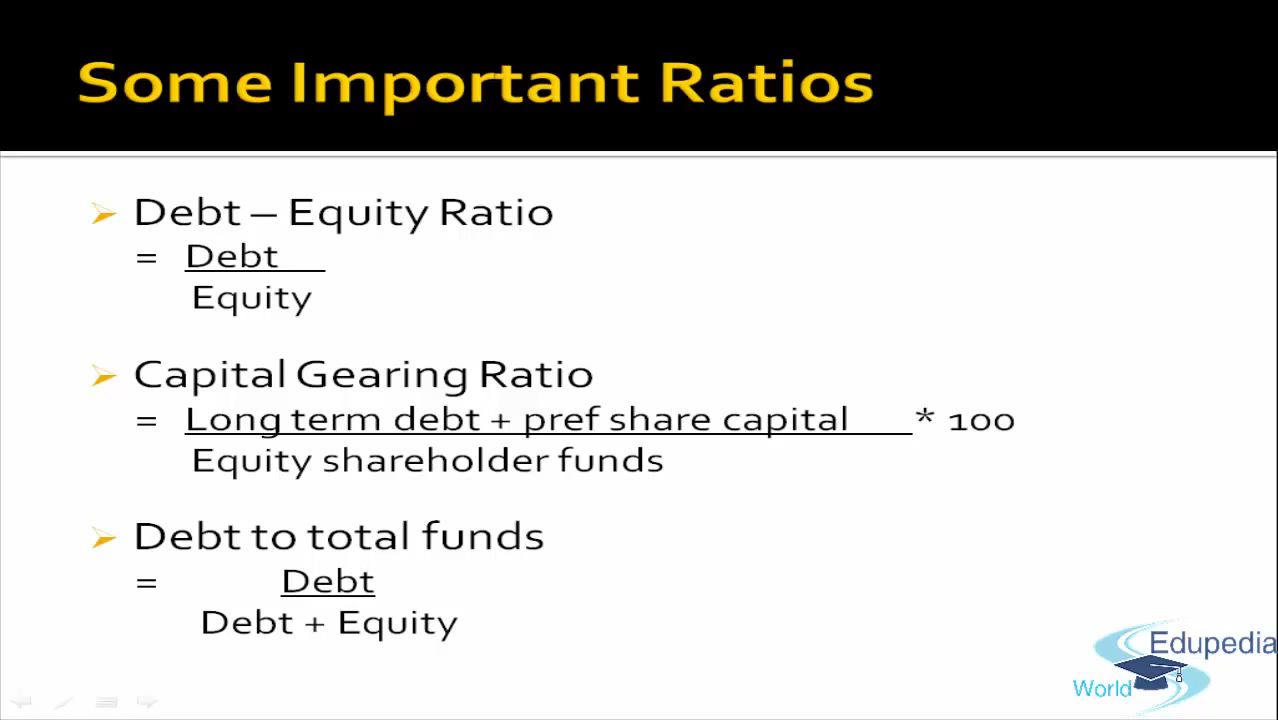 Some Important Ratios
Debt – Equity Ratio
= Debt
Equity
Capital Gearing Ratio
= Long term debt + pref share capital * 100
Equity shareholder funds
Debt to total funds
= Debt
Debt + Equity
Edupedia
World